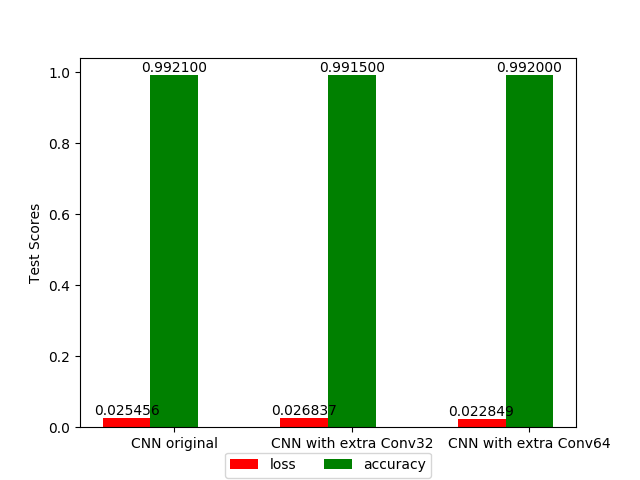 0.992100 0.991500 0.992000
1.0
0.8
0.6
0.4
0.2
0.0
Test Scores
0.025456 0.026837 0.022849
CNN original CNN with extra Conv32 CNN with extra Conv64
loss accuracy